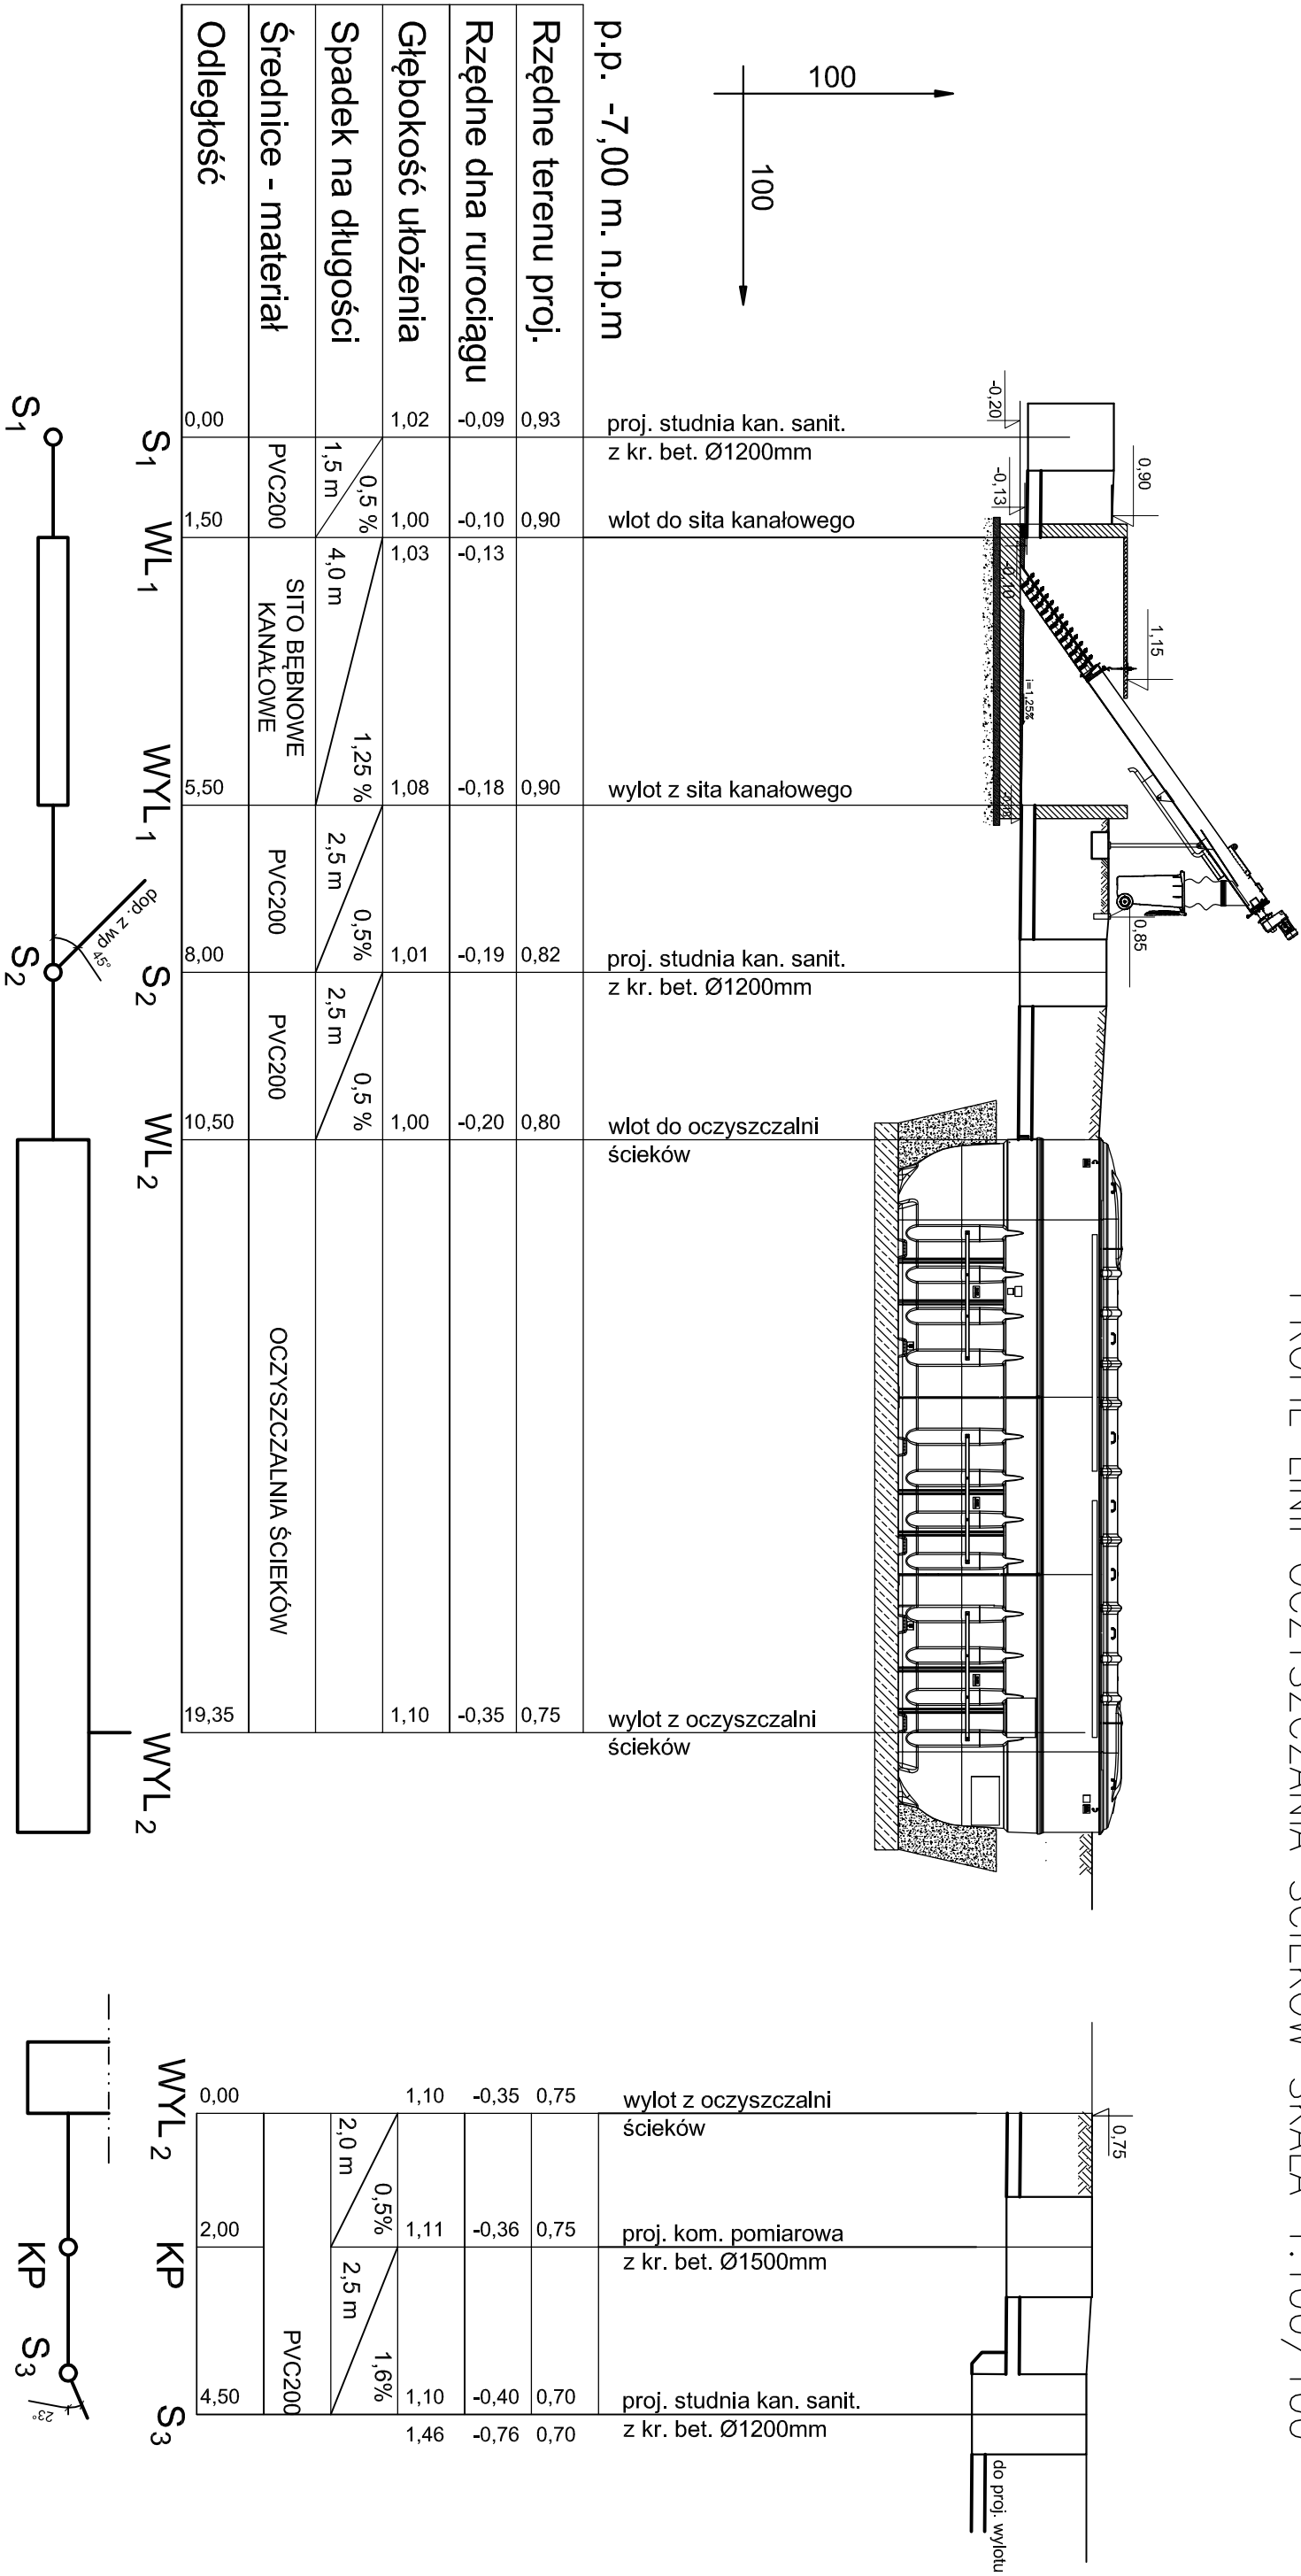 PROFIL LINII OCZYSZCZANIA ŚCIEKÓW SKALA 1:100/100
100
100
-0,20
0,90
-0,13
-0,10
1,15
i=1,25%
0,85
0,75
do proj. wylotu
p.p. -7,00 m. n.p.m
proj. studnia kan. sanit.
z kr. bet. Ø1200mm
wlot do sita kanałowego
wylot z sita kanałowego
proj. studnia kan. sanit.
z kr. bet. Ø1200mm
wlot do oczyszczalni
ścieków
wylot z oczyszczalni
ścieków
wylot z oczyszczalni
ścieków
proj. kom. pomiarowa
z kr. bet. Ø1500mm
proj. studnia kan. sanit.
z kr. bet. Ø1200mm
Rzędne terenu proj.
0,93
0,90
0,90
0,82
0,80
0,75
0,75
0,75
0,70
0,70
Rzędne dna rurociągu
-0,09
-0,10
-0,13
-0,18
-0,19
-0,20
-0,35
-0,35
-0,36
-0,40
-0,76
Głębokość ułożenia
1,02
1,00
1,03
1,08
1,01
1,00
1,10
1,10
1,11
1,10
1,46
Spadek na długości
0,5 %
1,5 m
4,0 m
1,25 %
2,5 m
0,5%
2,5 m
0,5 %
2,0 m
0,5%
2,5 m
1,6%
Średnice - materiał
PVC200
SITO BĘBNOWE
KANAŁOWE
PVC200
PVC200
OCZYSZCZALNIA ŚCIEKÓW
PVC200
Odległość
0,00
1,50
5,50
8,00
10,50
19,35
0,00
2,00
4,50
S1
WL1
WYL1
S2
WL2
WYL2
WYL2
KP
S3
S1
dop. z wp
45°
S2
KP
S3
23°